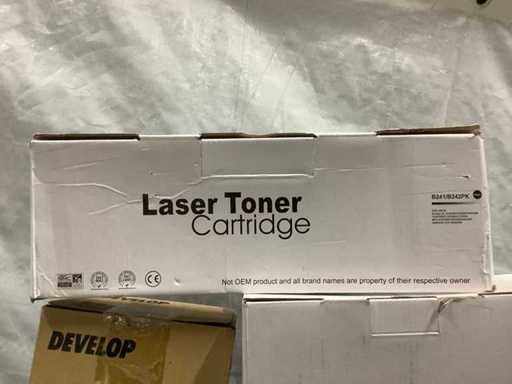 Laser Toner
Cartridge
B241/B242PK
Not OEM product and all brand names are property of their respective owner
DEVELOP